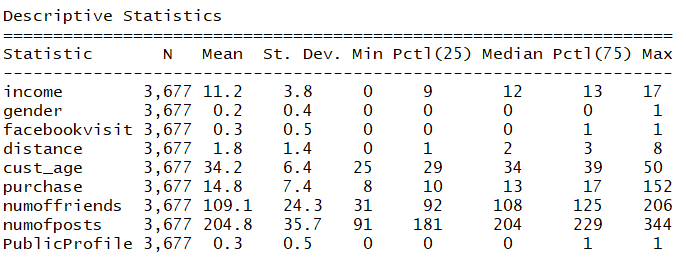 Descriptive Statistics
==================================================================
Statistic N Mean St. Dev. Min Pctl(25) Median Pctl(75) Max
------------------------------------------------------------------
income 3,677 11.2 3.8 0 9 12 13 17
gender 3,677 0.2 0.4 0 0 0 0 1
facebookvisit 3,677 0.3 0.5 0 0 0 1 1
distance 3,677 1.8 1.4 0 1 2 3 8
cust_age 3,677 34.2 6.4 25 29 34 39 50
purchase 3,677 14.8 7.4 8 10 13 17 152
numoffriends 3,677 109.1 24.3 31 92 108 125 206
numofposts 3,677 204.8 35.7 91 181 204 229 344
PublicProfile 3,677 0.3 0.5 0 0 0 1 1